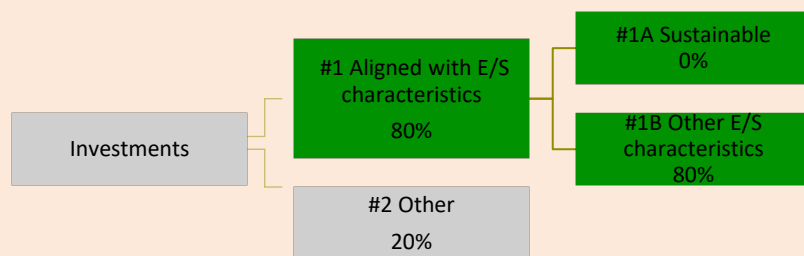 Investments
#1 Aligned with E/S
characteristics
80%
#2 Other
20%
#1A Sustainable
0%
#1B Other E/S
characteristics
80%